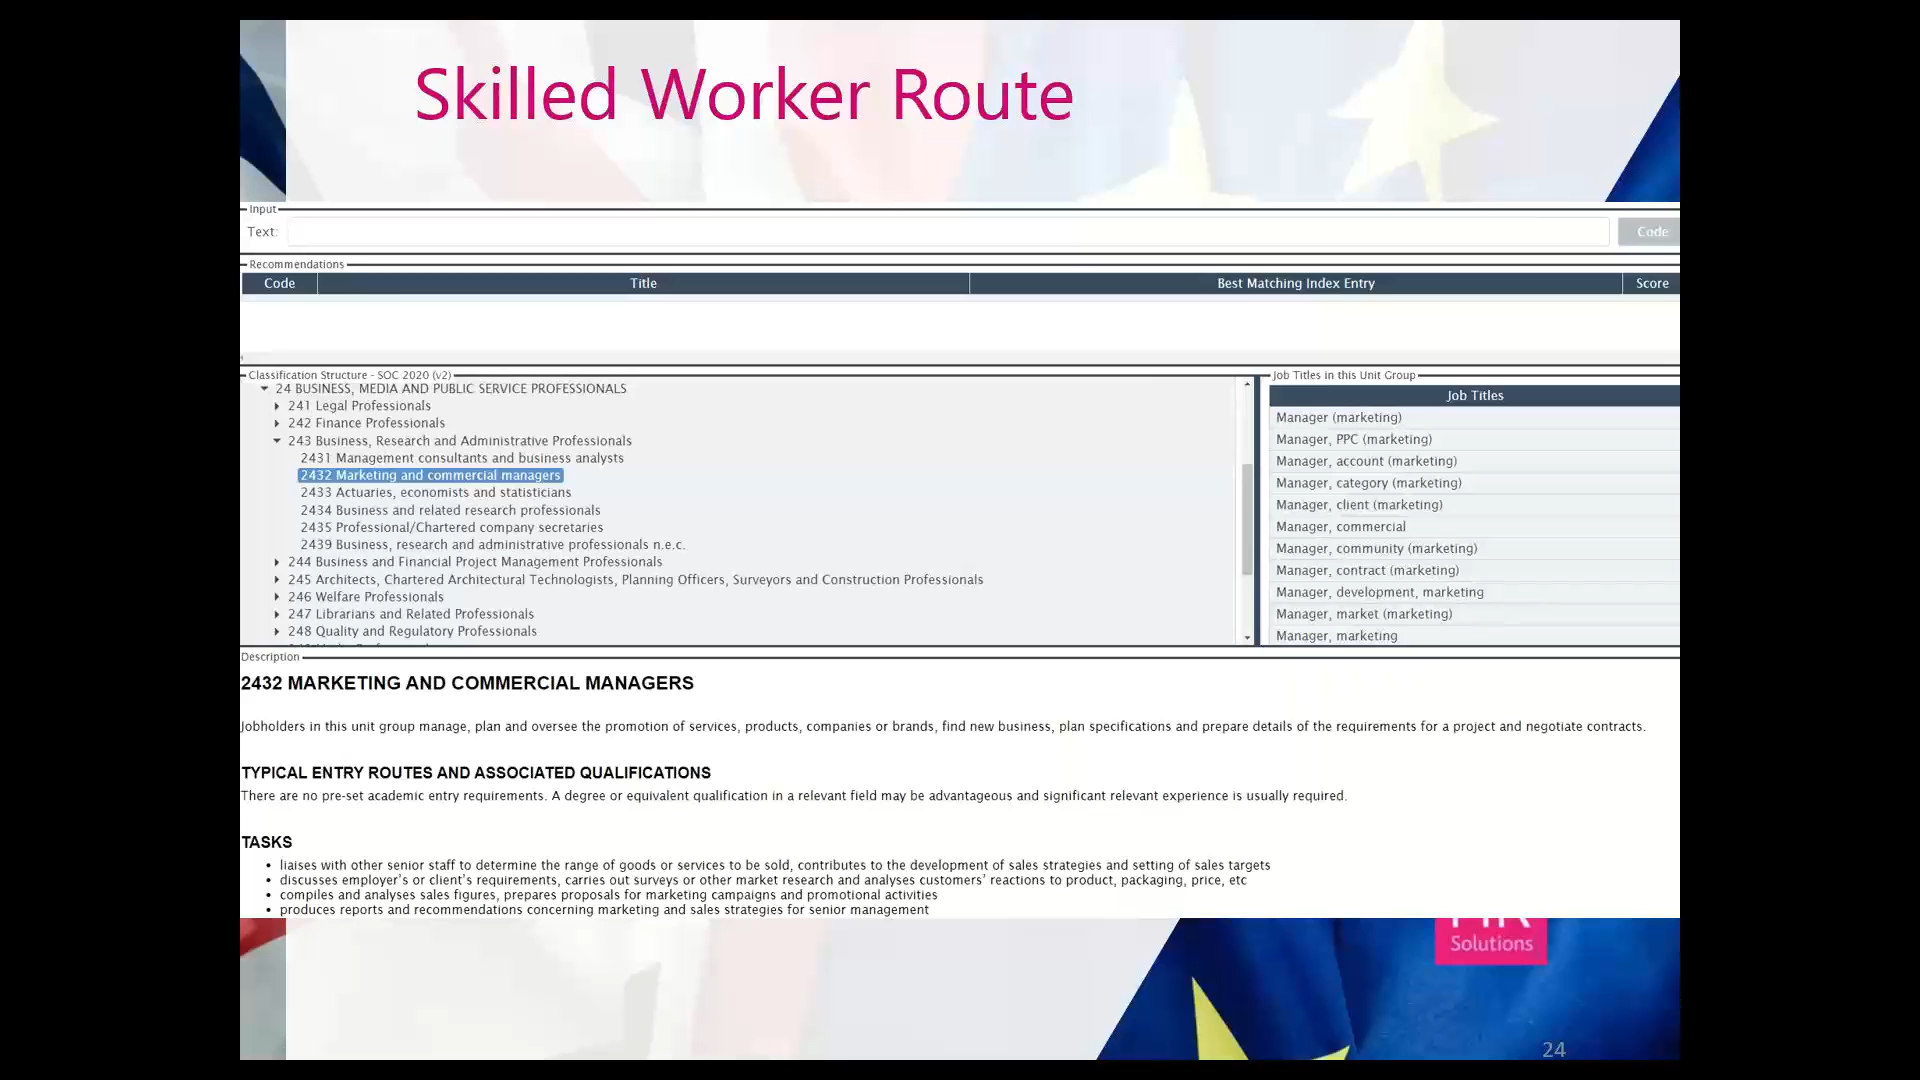 Skilled Worker Route
Input
Text:
Code
Recommendations
Code Title Best Matching Index Entry Score
Classification Structure - SOC 2020 (v2)
24 BUSINESS, MEDIA AND PUBLIC SERVICE PROFESSIONALS
241 Legal Professionals
242 Finance Professionals
243 Business, Research and Administrative Professionals
2431 Management consultants and business analysts
2432 Marketing and commercial managers
2433 Actuaries, economists and statisticians
2434 Business and related research professionals
2435 Professional/Chartered company secretaries
2439 Business, research and administrative professionals n.e.c.
244 Business and Financial Project Management Professionals
245 Architects, Chartered Architectural Technologists, Planning Officers, Surveyors and Construction Professionals
246 Welfare Professionals
247 Librarians and Related Professionals
248 Quality and Regulatory Professionals
Job Titles in this Unit Group
Job Titles
Manager (marketing)
Manager, PPC (marketing)
Manager, account (marketing)
Manager, category (marketing)
Manager, client (marketing)
Manager, commercial
Manager, community (marketing)
Manager, contract (marketing)
Manager, development, marketing
Manager, market (marketing)
Manager, marketing
Description
2432 MARKETING AND COMMERCIAL MANAGERS
Jobholders in this unit group manage, plan and oversee the promotion of services, products, companies or brands, find new business, plan specifications and prepare details of the requirements for a project and negotiate contracts.
TYPICAL ENTRY ROUTES AND ASSOCIATED QUALIFICATIONS
There are no pre-set academic entry requirements. A degree or equivalent qualification in a relevant field may be advantageous and significant relevant experience is usually required.
TASKS
• liaises with other senior staff to determine the range of goods or services to be sold, contributes to the development of sales strategies and setting of sales targets
• discusses employer's or client's requirements, carries out surveys or other market research and analyses customers' reactions to product, packaging, price, etc
• compiles and analyses sales figures, prepares proposals for marketing campaigns and promotional activities
• produces reports and recommendations concerning marketing and sales strategies for senior management
Solutions
24